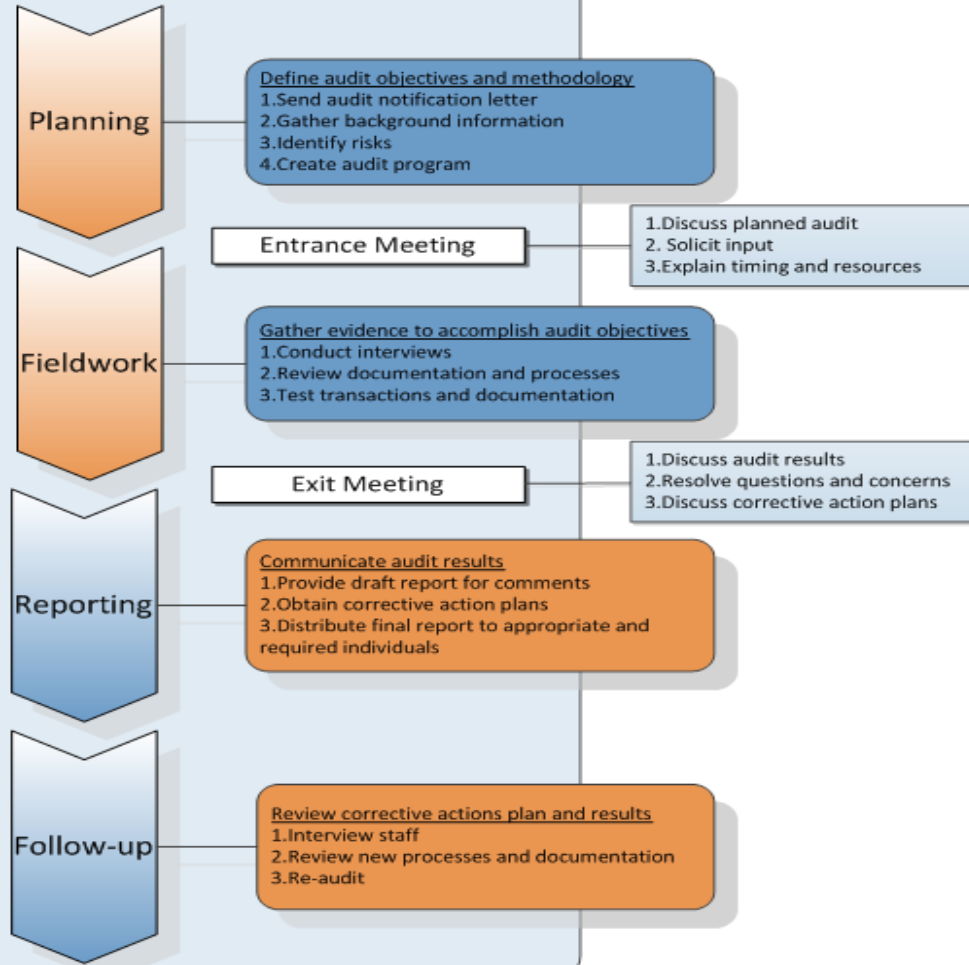 Planning
Define audit objectives and methodology
1.Send audit notification letter
2.Gather background information
3.Identify risks
4.Create audit program
Entrance Meeting
1.Discuss planned audit
2. Solicit input
3.Explain timing and resources
Fieldwork
Gather evidence to accomplish audit objectives
1.Conduct interviews
2.Review documentation and processes
3.Test transactions and documentation
Exit Meeting
1.Discuss audit results
2.Resolve questions and concerns
3.Discuss corrective action plans
Reporting
Communicate audit results
1.Provide draft report for comments
2.Obtain corrective action plans
3.Distribute final report to appropriate and
required individuals
Follow-up
Review corrective actions plan and results
1.Interview staff
2.Review new processes and documentation
3.Re-audit